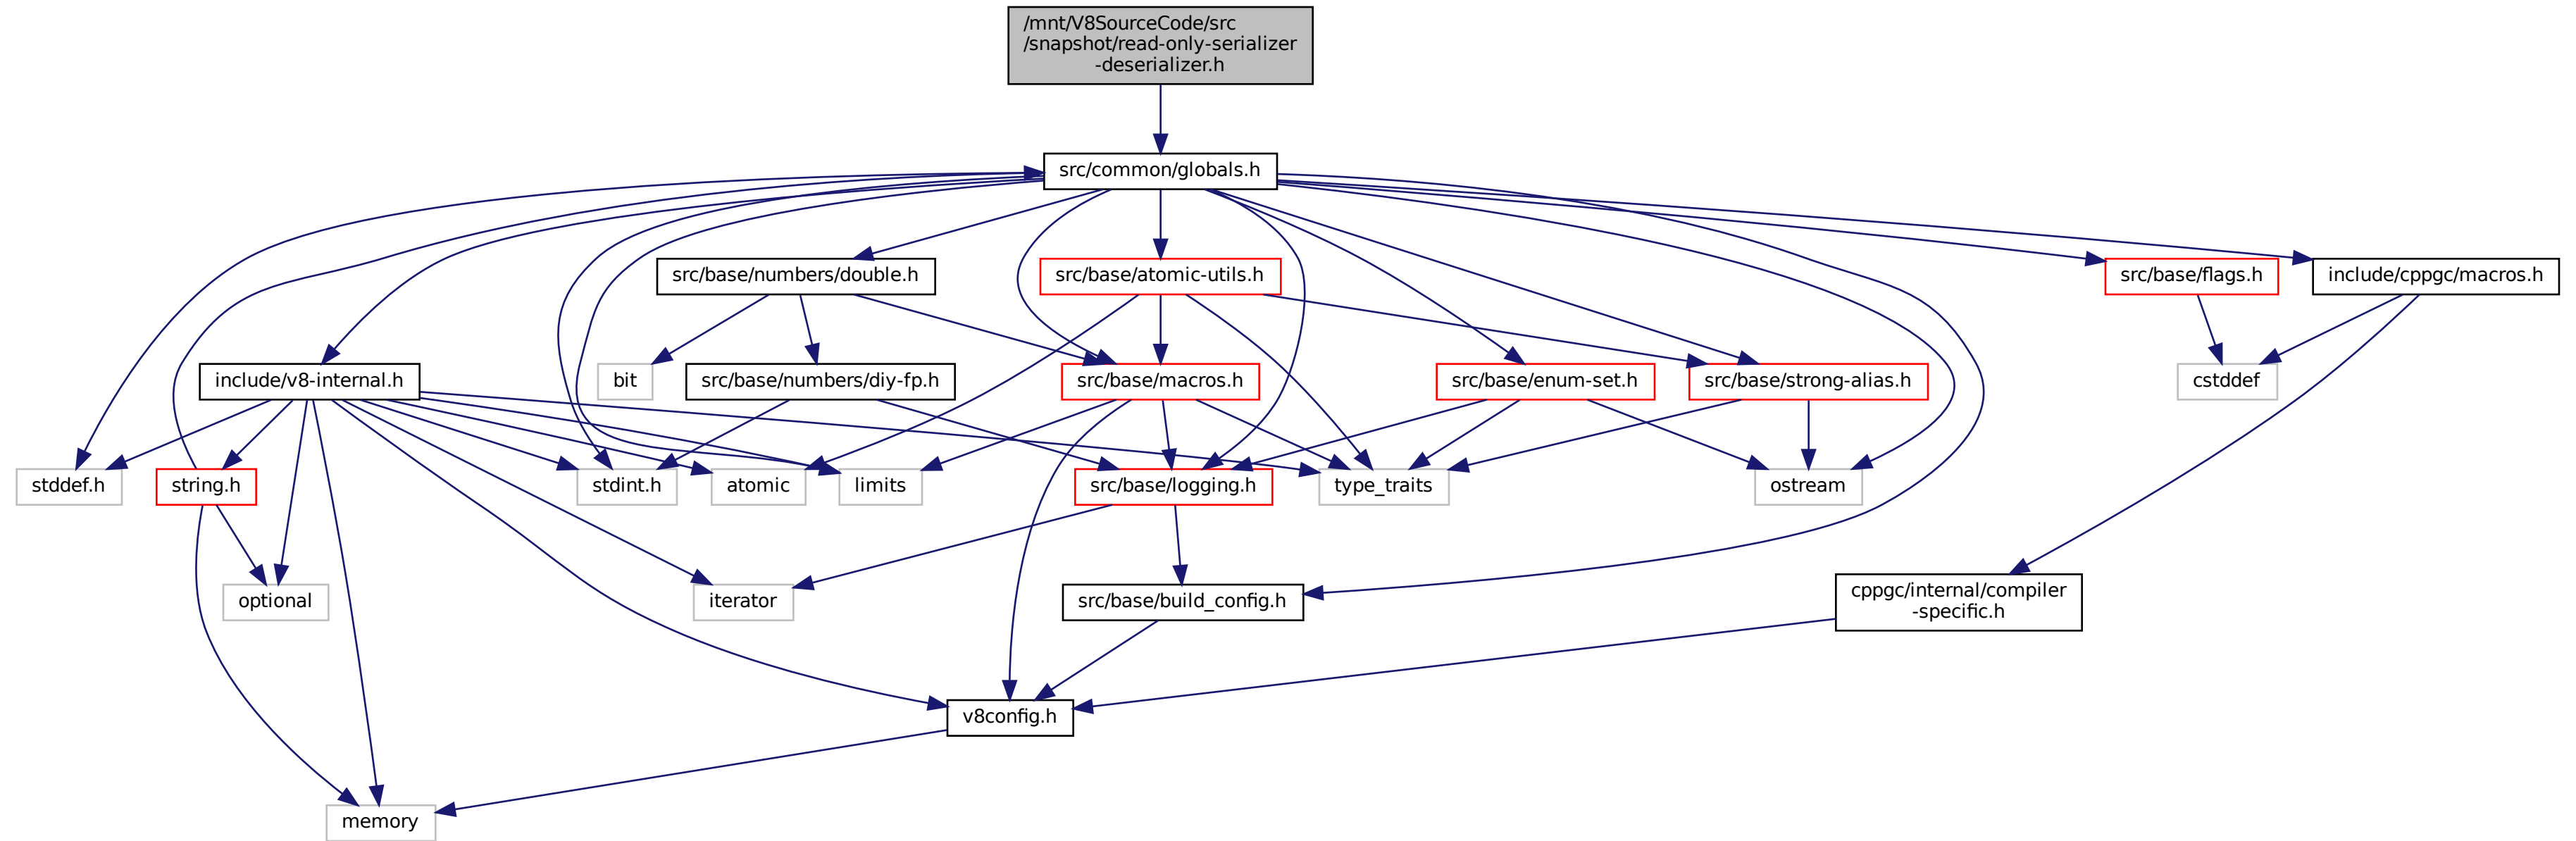 /mnt/V8SourceCode/src
/snapshot/read-only-serializer
-deserializer.h
src/common/globals.h
src/base/numbers/double.h
src/base/atomic-utils.h
src/base/flags.h
include/cppgc/macros.h
include/v8-internal.h
bit
src/base/numbers/diy-fp.h
src/base/macros.h
src/base/enum-set.h
src/base/strong-alias.h
cstddef
stddef.h
string.h
stdint.h
atomic
limits
src/base/logging.h
type_traits
ostream
optional
iterator
src/base/build_config.h
cppgc/internal/compiler
-specific.h
v8config.h
memory